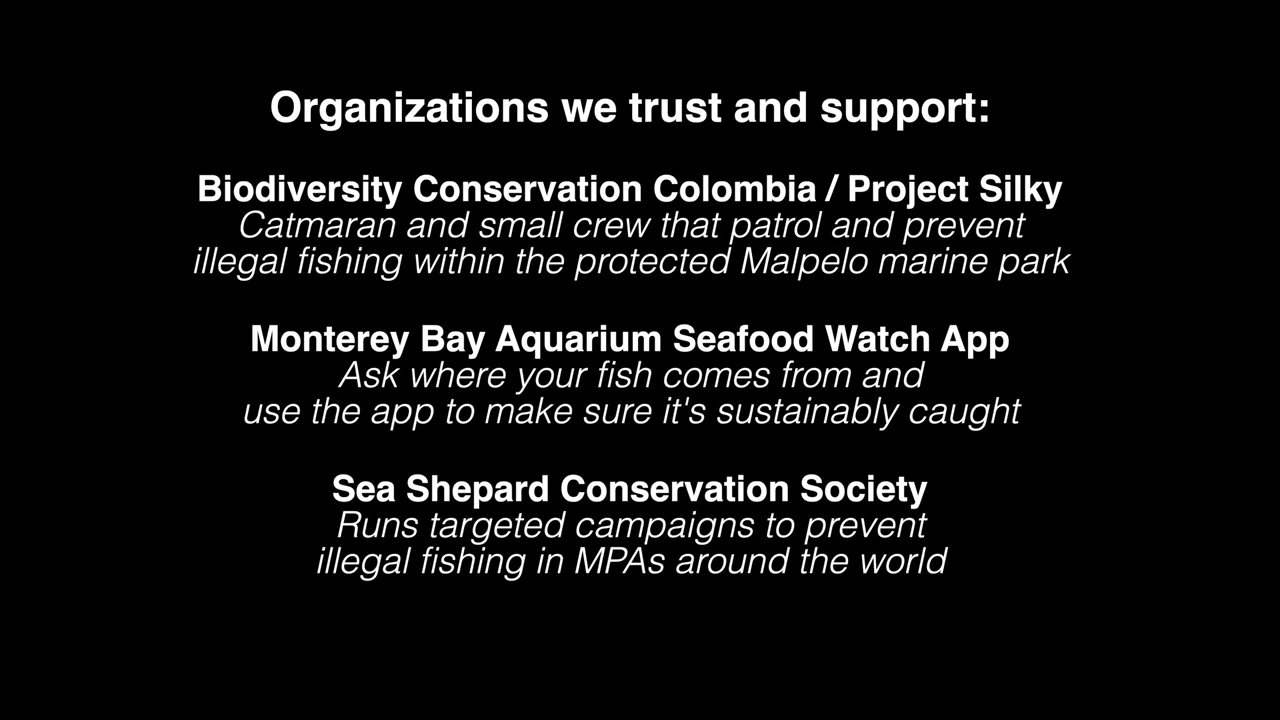 Organizations we trust and support:
Biodiversity Conservation Colombia / Project Silky
Catmaran and small crew that patrol and prevent
illegal fishing within the protected Malpelo marine park
Monterey Bay Aquarium Seafood Watch App
Ask where your fish comes from and
use the app to make sure it's sustainably caught
Sea Shepard Conservation Society
Runs targeted campaigns to prevent
illegal fishing in MPAs around the world